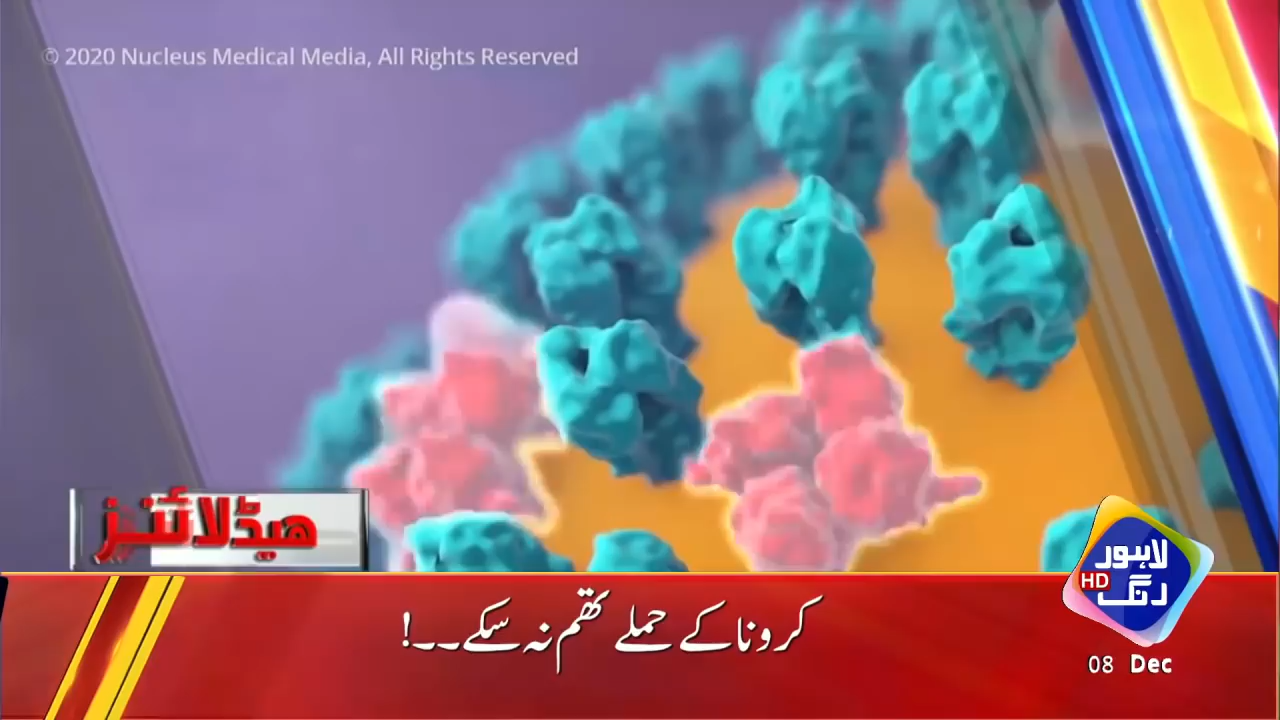 © 2020 Nucleus Medical Media, All Rights Reserved
ہیڈلائنز
کرونا کے حملے تھم نہ سکے۔۔۔!
لاہور
HD رنگ
08 Dec